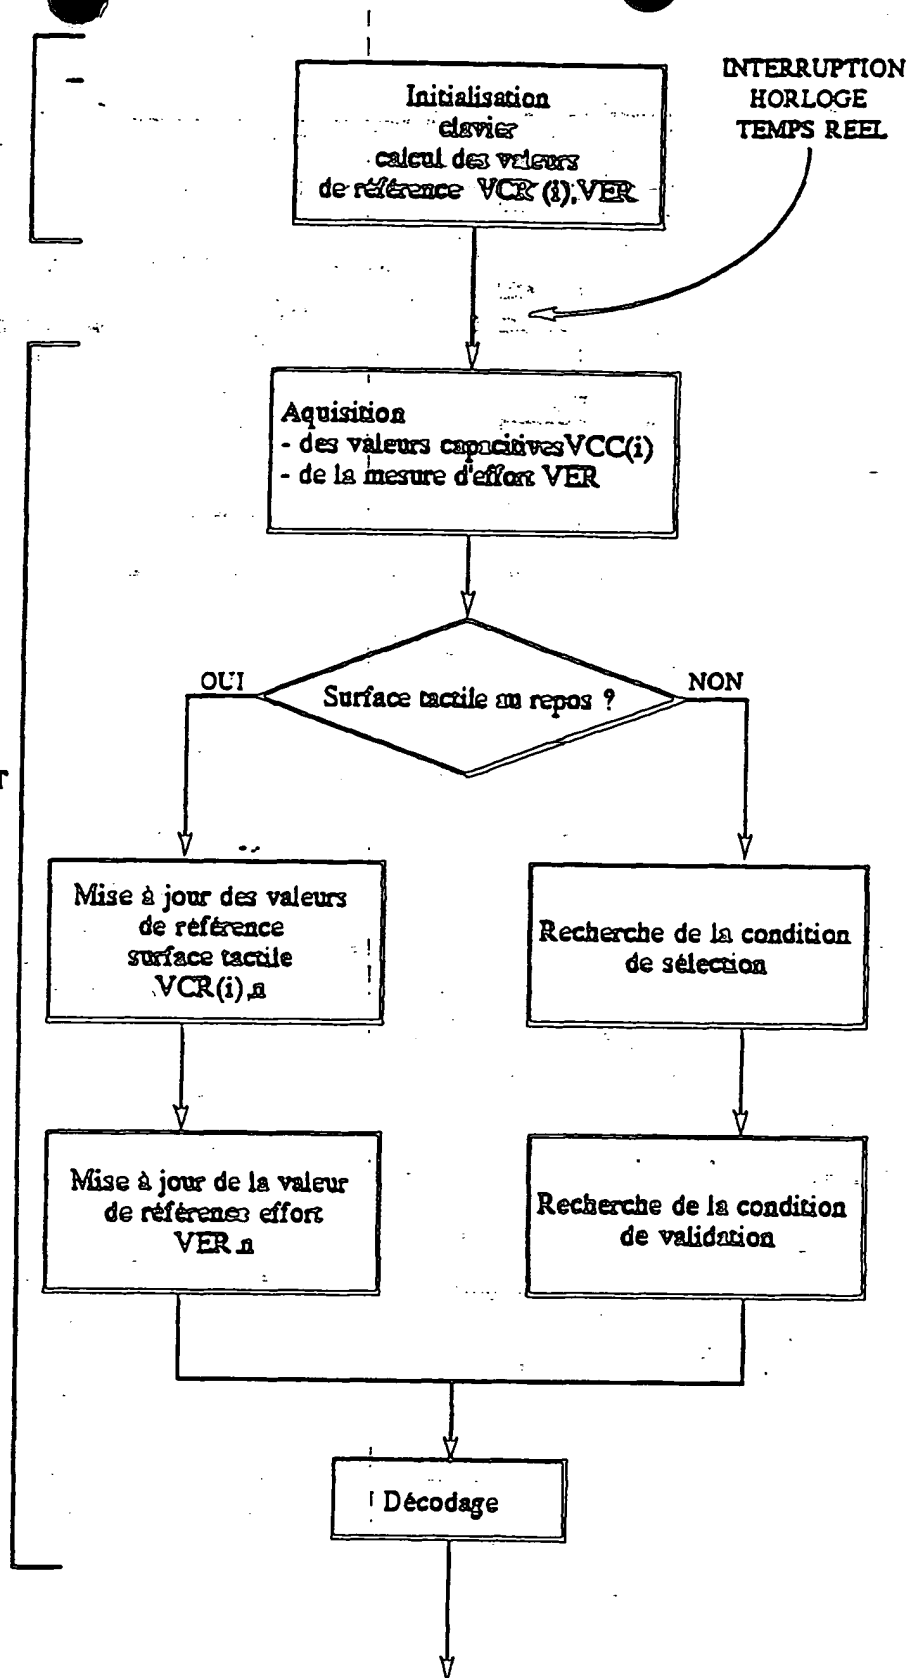 INTERRUPTION
HORLOGE
TEMPS REEL
Initialisation
clavier
calcul des valeurs
de référence VCR (i), VER
Aquisition
- des valeurs capacitives VCC(i)
- de la mesure d'effort VER
Surface tactile au repos ?
OUI
NON
T
Mise à jour des valeurs
de référence
surface tactile
VCR(i),n
Recherche de la condition
de sélection
Mise à jour de la valeur
de référence effort
VER,n
Recherche de la condition
de validation
Décodage